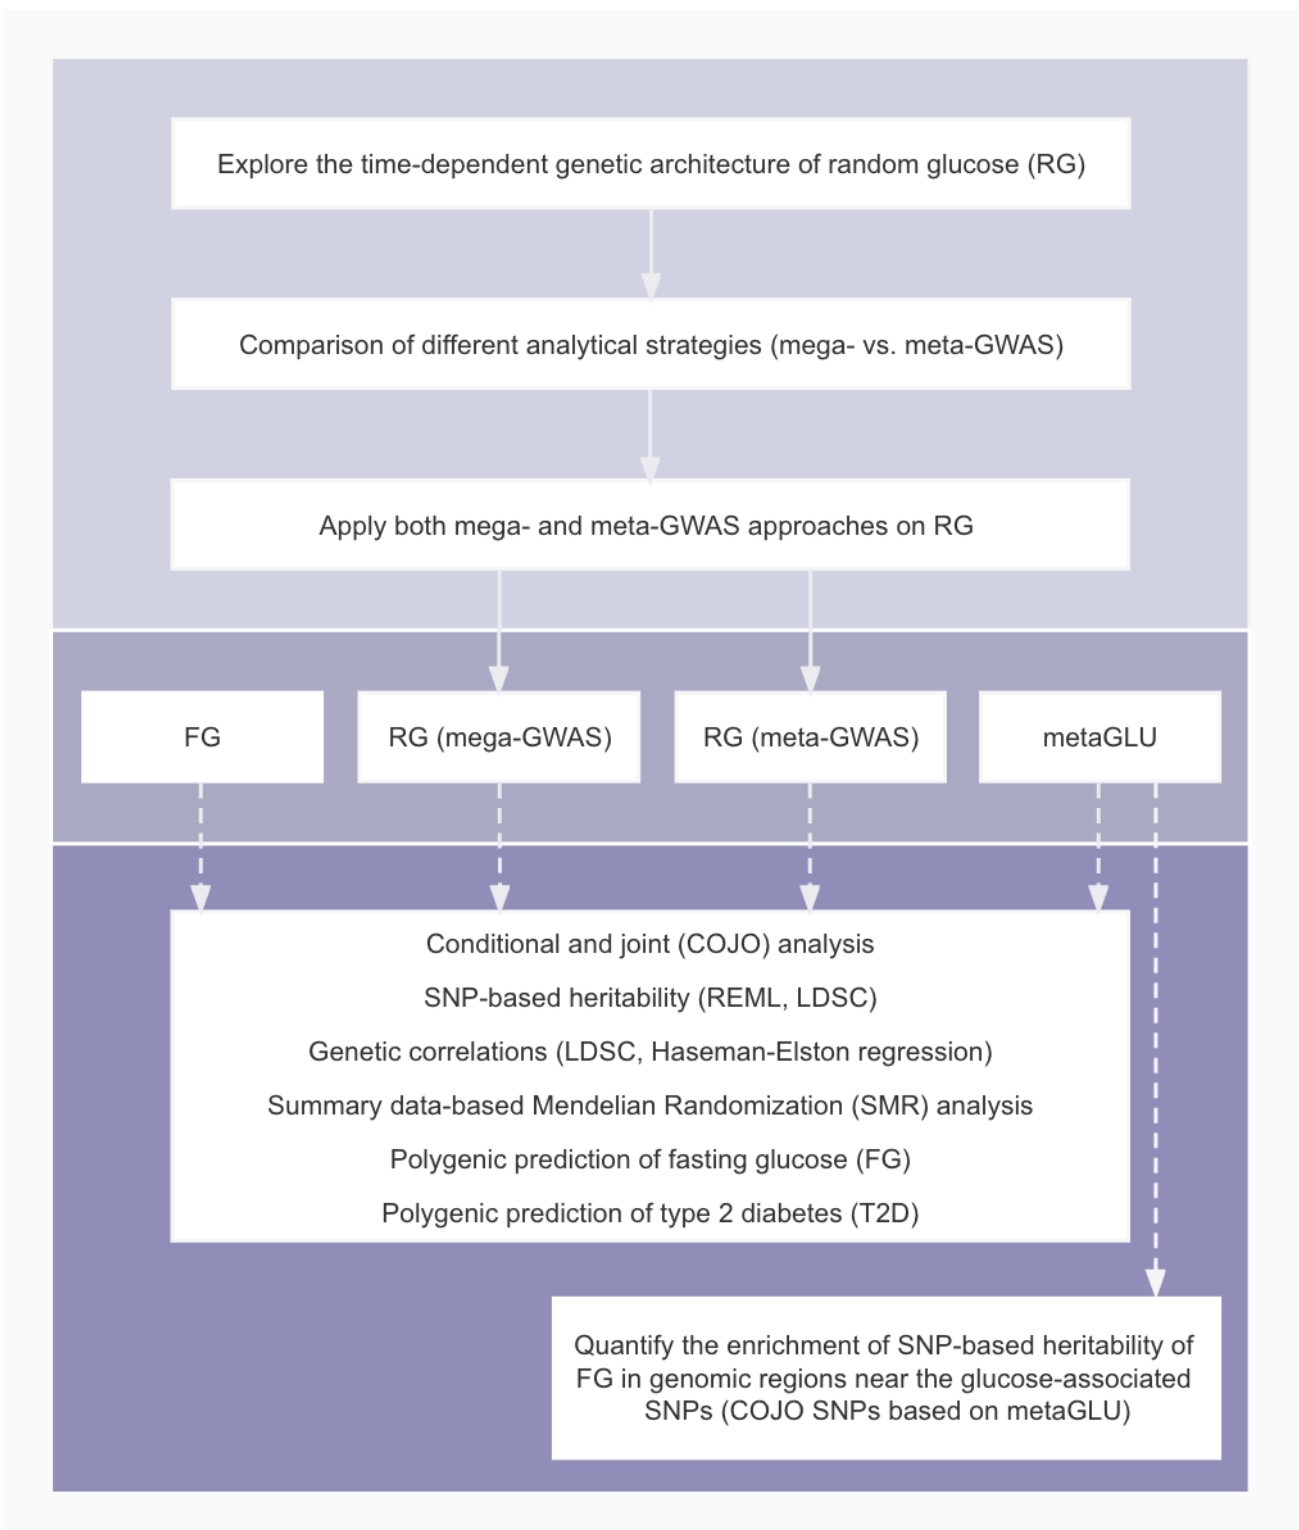 Explore the time-dependent genetic architecture of random glucose (RG)
Comparison of different analytical strategies (mega- vs. meta-GWAS)
Apply both mega- and meta-GWAS approaches on RG
FG
RG (mega-GWAS)
RG (meta-GWAS)
metaGLU
Conditional and joint (COJO) analysis
SNP-based heritability (REML, LDSC)
Genetic correlations (LDSC, Haseman-Elston regression)
Summary data-based Mendelian Randomization (SMR) analysis
Polygenic prediction of fasting glucose (FG)
Polygenic prediction of type 2 diabetes (T2D)
Quantify the enrichment of SNP-based heritability of
FG in genomic regions near the glucose-associated
SNPs (COJO SNPs based on metaGLU)